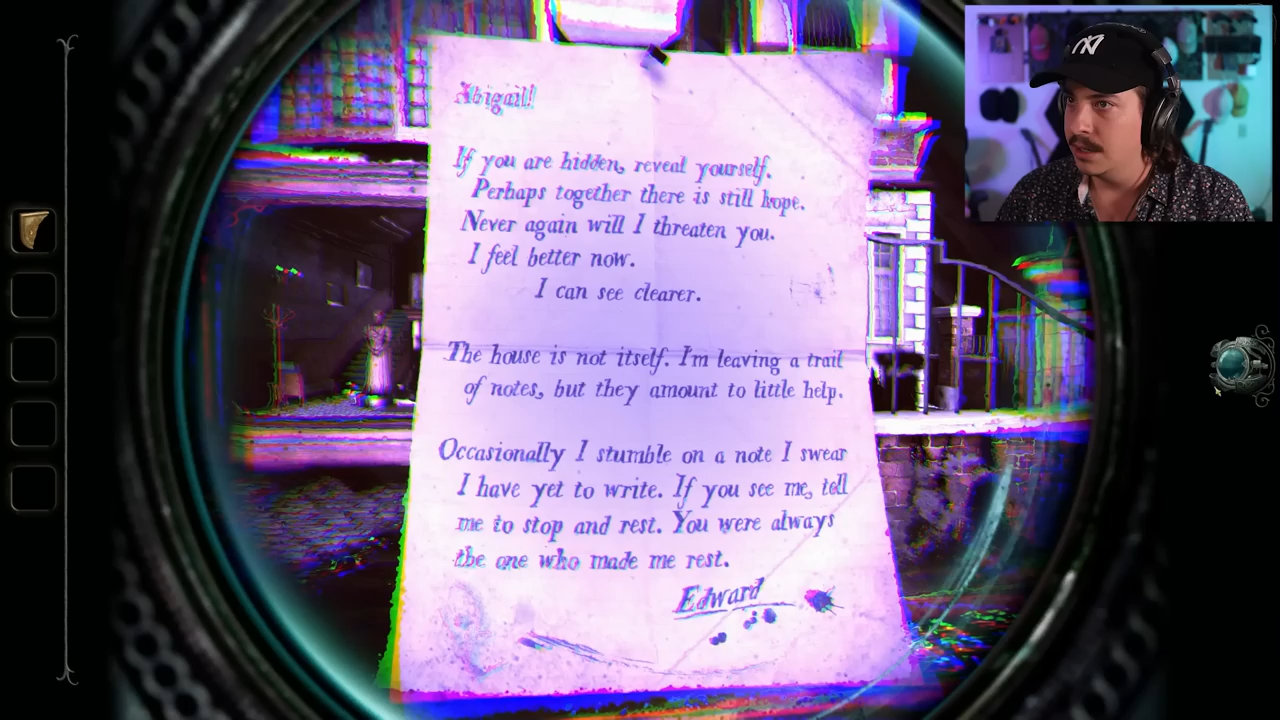 Abigail!
If you are hidden, reveal yourself.
Perhaps together there is still hope.
Never again will I threaten you.
I feel better now.
I can see clearer.
The house is not itself. I'm leaving a trail
of notes, but they amount to little help.
Occasionally I stumble on a note I swear
I have yet to write. If you see me, tell
me to stop and rest. You were always
the one who made me rest.
Edward